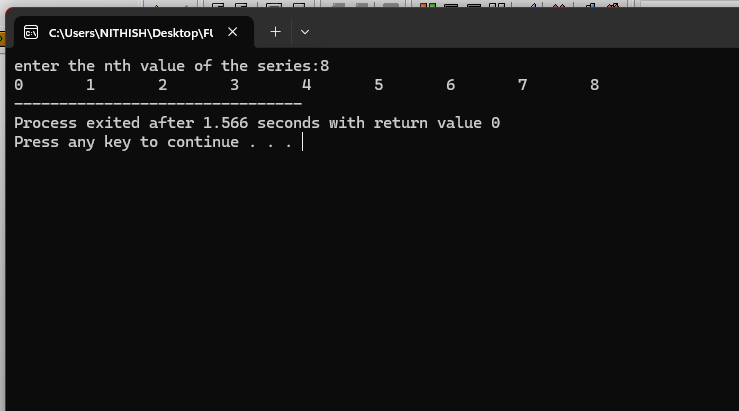 C:\Users\NITHISH\Desktop\FU
enter the nth value of the series:8
0 1 2 3 4 5 6 7 8
--------------------------------
Process exited after 1.566 seconds with return value 0
Press any key to continue . . .